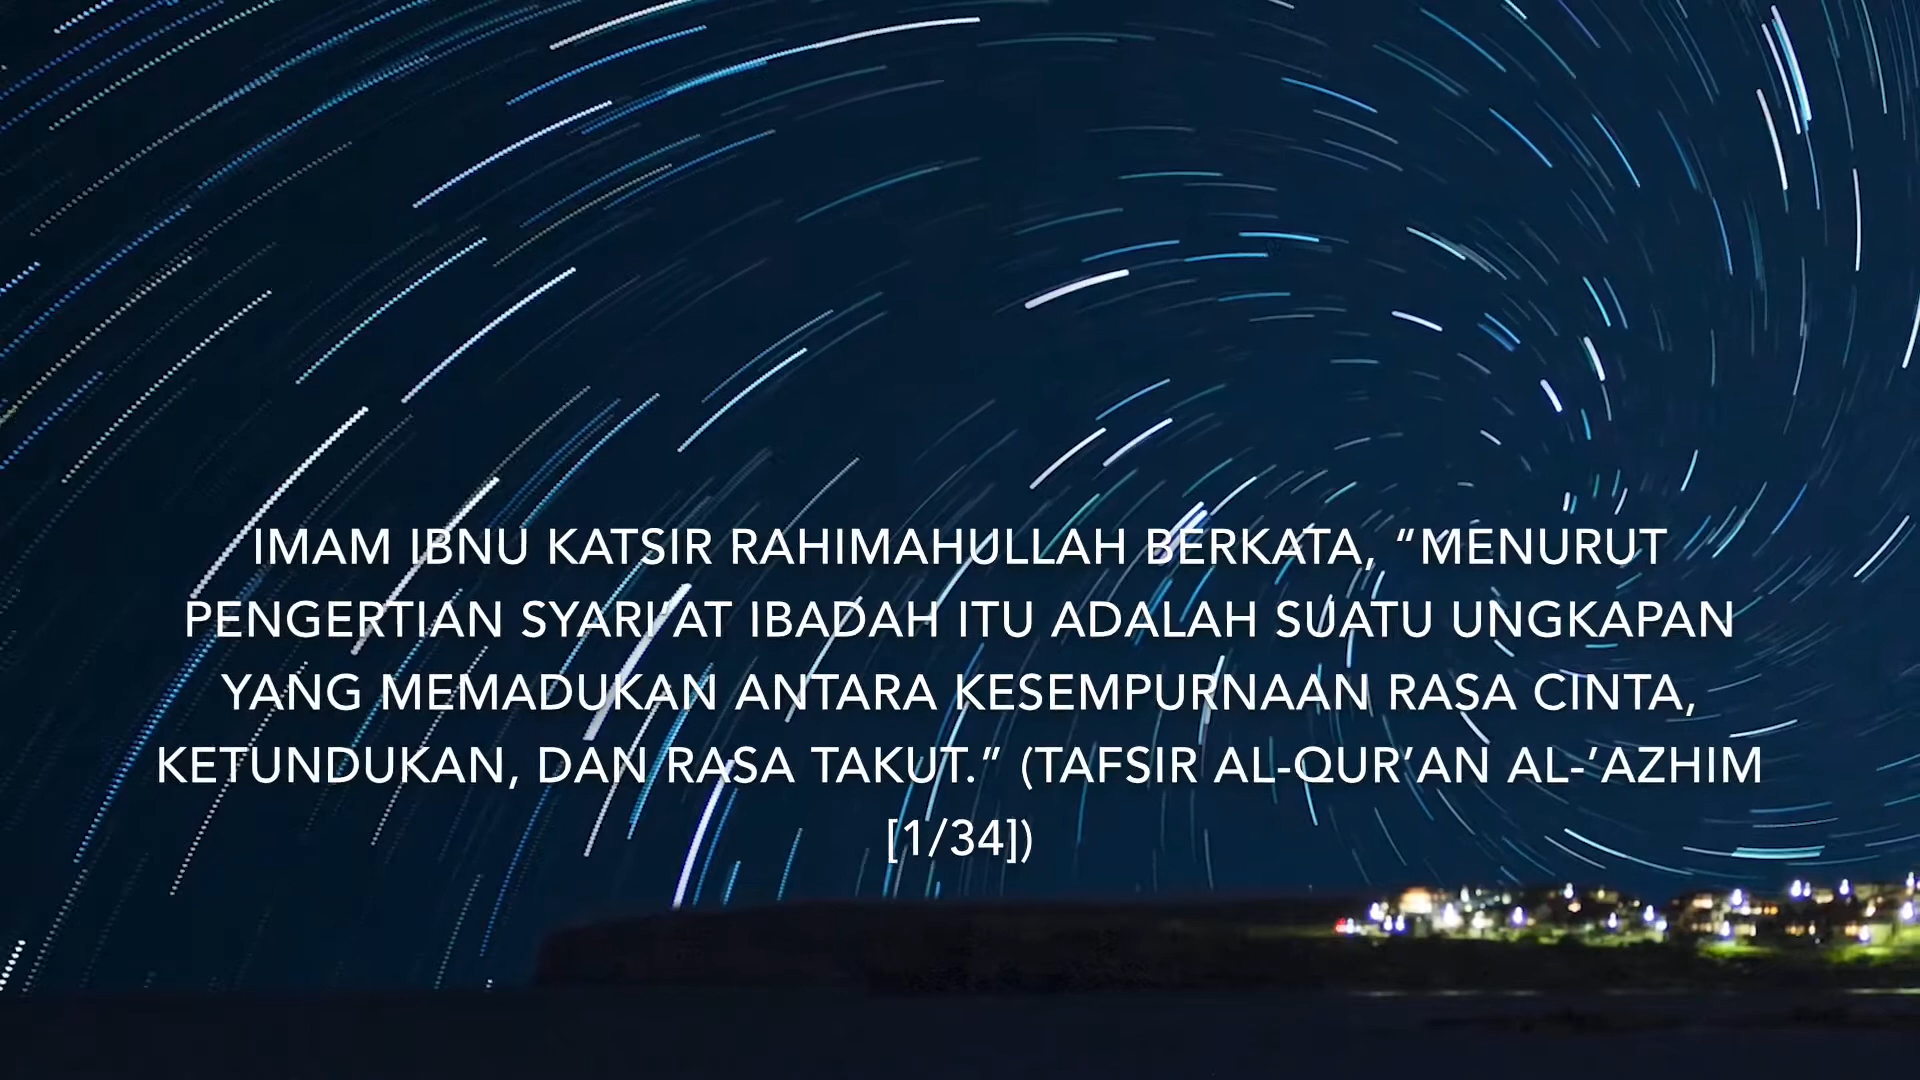 IMAM IBNU KATSIR RAHIMAHULLAH BERKATA, “MENURUT
PENGERTIAN SYARI’AT IBADAH ITU ADALAH SUATU UNGKAPAN
YANG MEMADUKAN ANTARA KESEMPURNAAN RASA CINTA,
KETUNDUKAN, DAN RASA TAKUT.” (TAFSIR AL-QUR’AN AL-’AZHIM
[1/34])